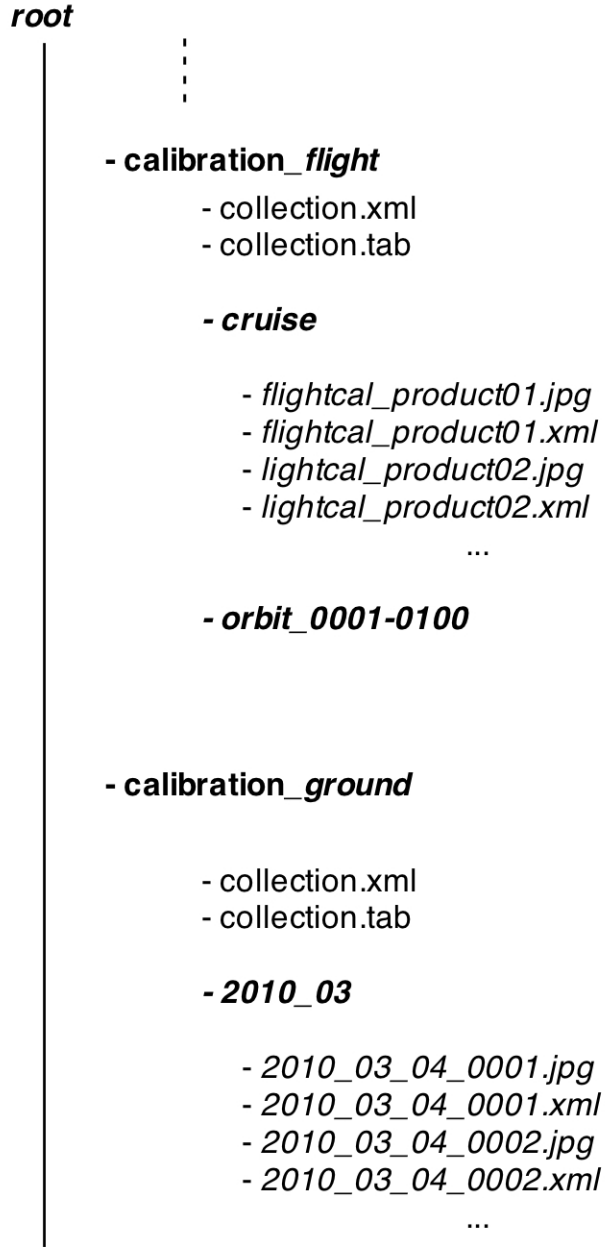 root
- calibration_flight
- collection.xml
- collection.tab
- cruise
- flightcal_product01.jpg
- flightcal_product01.xml
- lightcal_product02.jpg
- lightcal_product02.xml
...
- orbit_0001-0100
- calibration_ground
- collection.xml
- collection.tab
- 2010_03
- 2010_03_04_0001.jpg
- 2010_03_04_0001.xml
- 2010_03_04_0002.jpg
- 2010_03_04_0002.xml
...